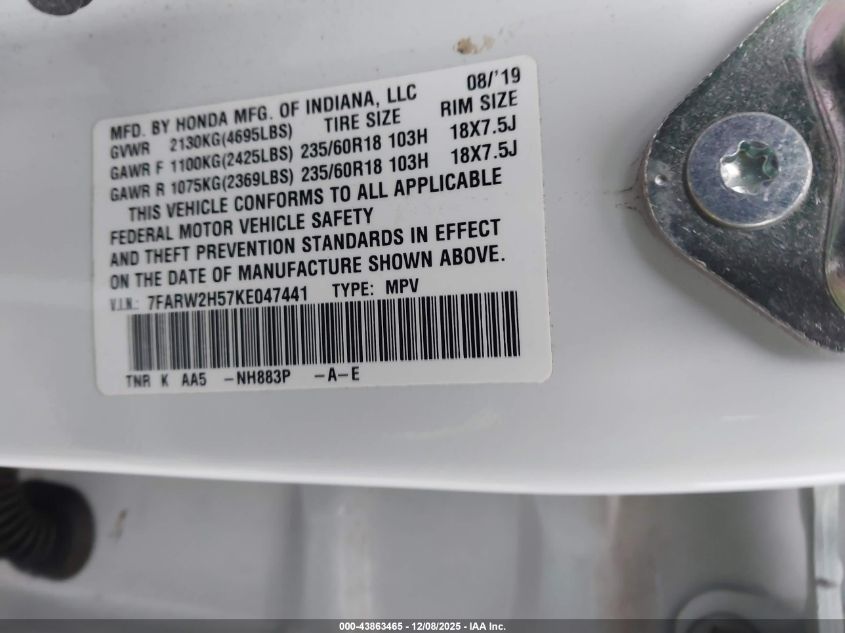 MFD. BY HONDA MFG. OF INDIANA, LLC 08/'19
GVWR 2130KG(4695LBS) TIRE SIZE RIM SIZE
GAWR F 1100KG(2425LBS) 235/60R18 103H 18X7.5J
GAWR R 1075KG(2369LBS) 235/60R18 103H 18X7.5J
THIS VEHICLE CONFORMS TO ALL APPLICABLE
FEDERAL MOTOR VEHICLE SAFETY
AND THEFT PREVENTION STANDARDS IN EFFECT
ON THE DATE OF MANUFACTURE SHOWN ABOVE.
V.I.N.: 7FARW2H57KE047441 TYPE: MPV
TNR K AA5 -NH883P -A-E
000-43863465 - 12/08/2025 - IAA Inc.